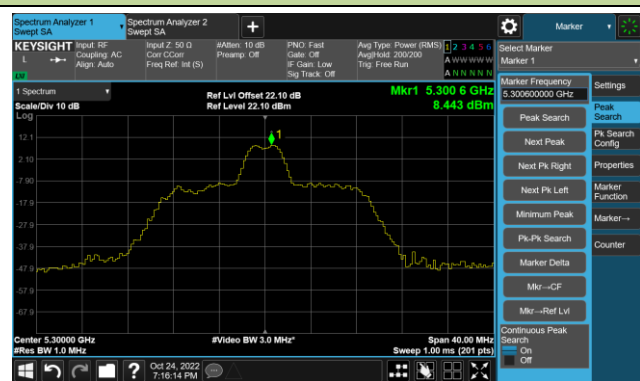 Spectrum Analyzer 1
Swept SA
Spectrum Analyzer 2
Swept SA
+
Marker
KEYSIGHT
L
LW
Input: RF
Coupling: AC
Align: Auto
Input Z: 50 Ω
Corr CCorr
Freq Ref: Int (S)
#Atten: 10 dB
Preamp: Off
PNO: Fast
Gate: Off
IF Gain: Low
Sig Track: Off
Avg Type: Power (RMS)
Avg|Hold: 200/200
Trig: Free Run
1 2 3 4 5 6
A W W W W W
A N N N N N
Select Marker
Marker 1
1 Spectrum
Scale/Div 10 dB
Log
Ref Lvl Offset 22.10 dB
Ref Level 22.10 dBm
Mkr1 5.300 6 GHz
8.443 dBm
1
12.1
2.10
-7.90
-17.9
-27.9
-37.9
-47.9
-57.9
-67.9
Center 5.30000 GHz
#Res BW 1.0 MHz
#Video BW 3.0 MHz*
Span 40.00 MHz
Sweep 1.00 ms (201 pts)
Marker Frequency
5.300600000 GHz
Peak Search
Next Peak
Next Pk Right
Next Pk Left
Minimum Peak
Pk-Pk Search
Marker Delta
Mkr→CF
Mkr→Ref Lvl
Continuous Peak
Search
On
Off
Settings
Peak
Search
Pk Search
Config
Properties
Marker
Function
Marker→
Counter
?
Oct 24, 2022
7:16:14 PM